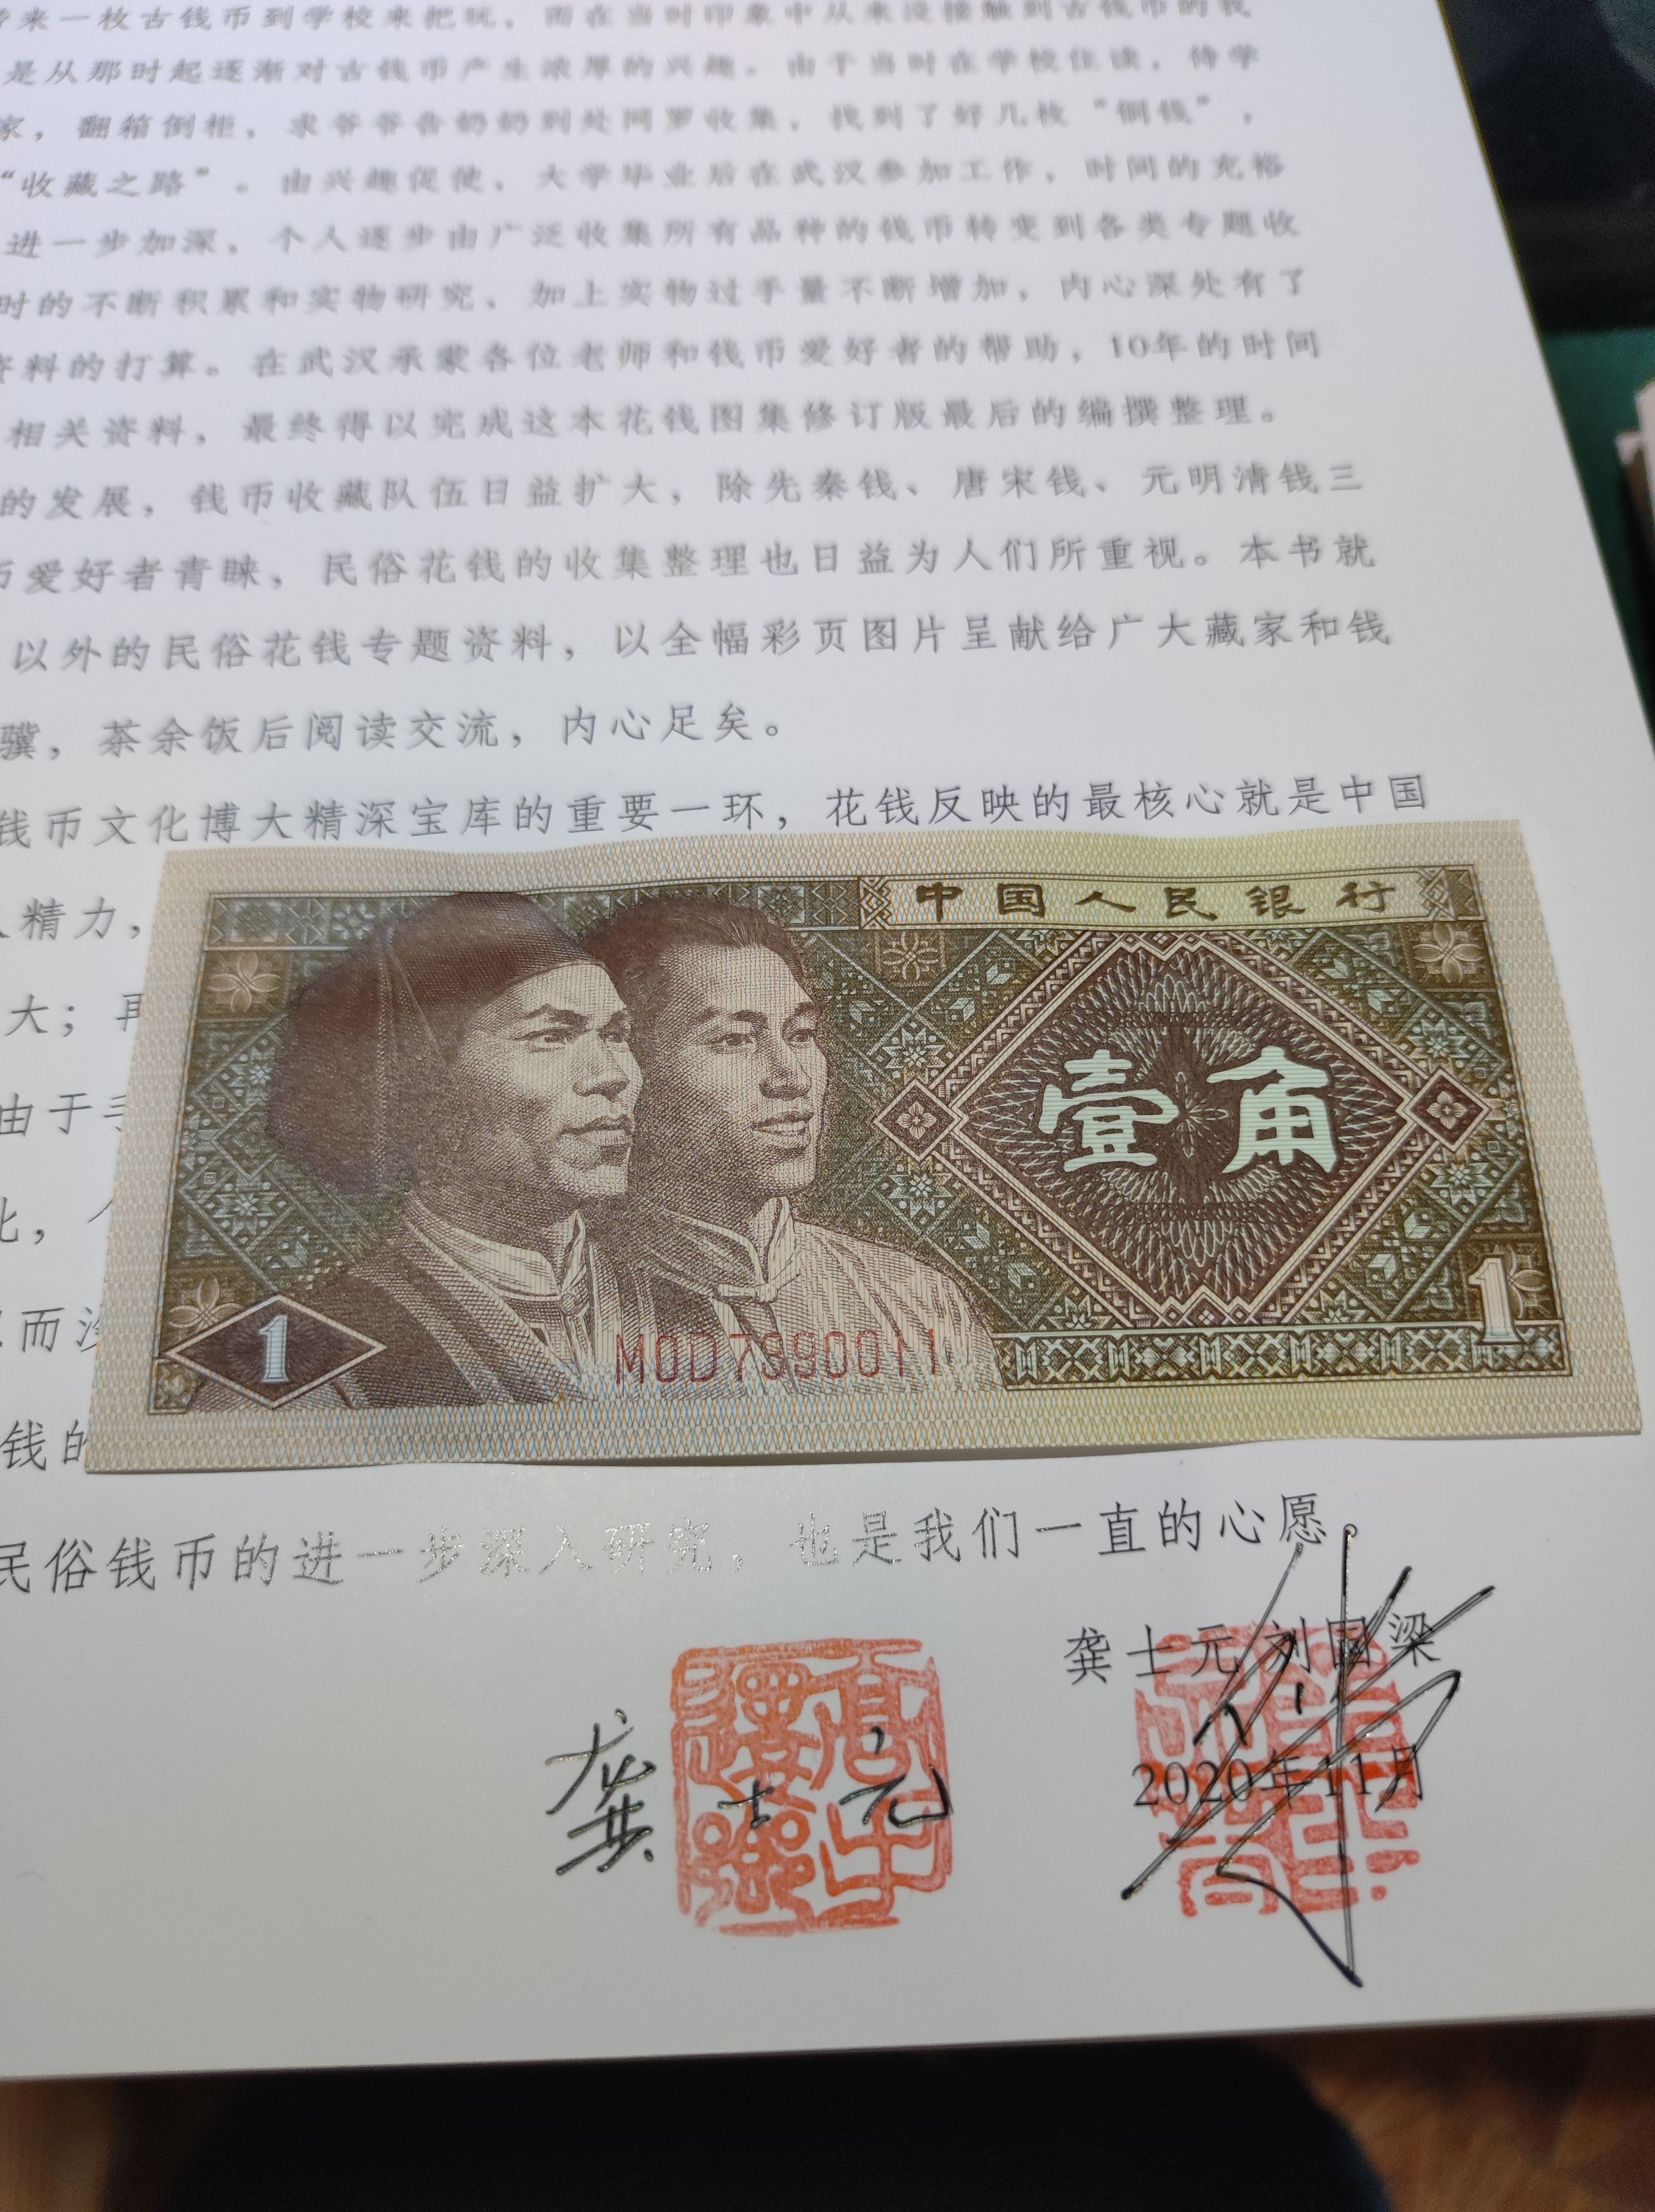 来一枚古钱币到学校来把玩，而在当时印象中从来没接触到古钱币的我
是从那时起逐渐对古钱币产生浓厚的兴趣。由于当时在学校住读，待学
家，翻箱倒柜，求爷爷告奶奶到处网罗收集，找到了好几枚“铜钱”，
“收藏之路”。由兴趣促使，大学毕业后在武汉参加工作，时间的充裕
进一步加深，个人逐步由广泛收集所有品种的钱币转变到各类专题收
时的不断积累和实物研究，加上实物过手量不断增加，内心深处有了
资料的打算。在武汉承蒙各位老师和钱币爱好者的帮助，10年的时间
相关资料，最终得以完成这本花钱图集修订版最后的编撰整理。
的发展，钱币收藏队伍日益扩大，除先秦钱、唐宋钱、元明清钱三
币爱好者青睐，民俗花钱的收集整理也日益为人们所重视。本书就
以外的民俗花钱专题资料，以全幅彩页图片呈献给广大藏家和钱
骥，茶余饭后阅读交流，内心足矣。
钱币文化博大精深宝库的重要一环，花钱反映的最核心就是中国
精力，
大；再
由于手
此，
而
钱的
中国人民银行
壹角
1
1
M0D7390011
民俗钱币的进一步深入研究，也是我们一直的心愿。
龚士元 刘国梁
2020年11月
龚士元